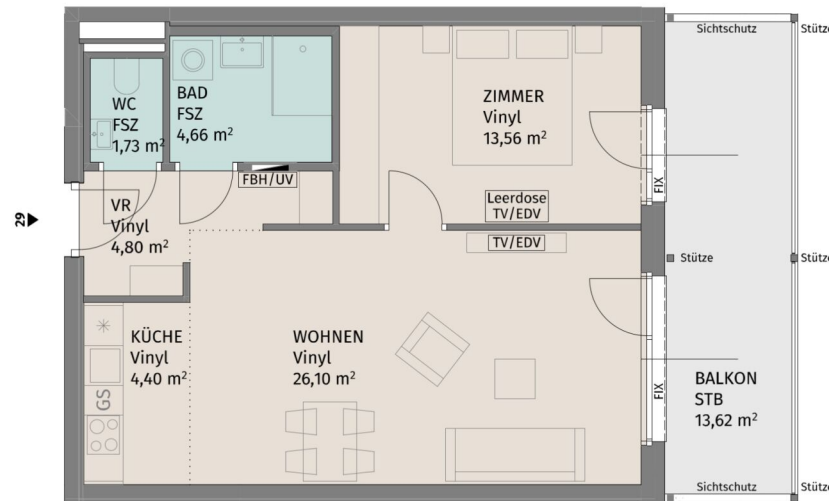 Sichtschutz
Stütze
WC
FSZ
1,73 m²
BAD
FSZ
4,66 m²
ZIMMER
Vinyl
13,56 m²
FBH/UV
FIX
Leerdose
TV/EDV
TV/EDV
VR
Vinyl
4,80 m²
29
Stütze
Stütze
KÜCHE
Vinyl
4,40 m²
GS
WOHNEN
Vinyl
26,10 m²
FIX
BALKON
STB
13,62 m²
Sichtschutz
Stütze